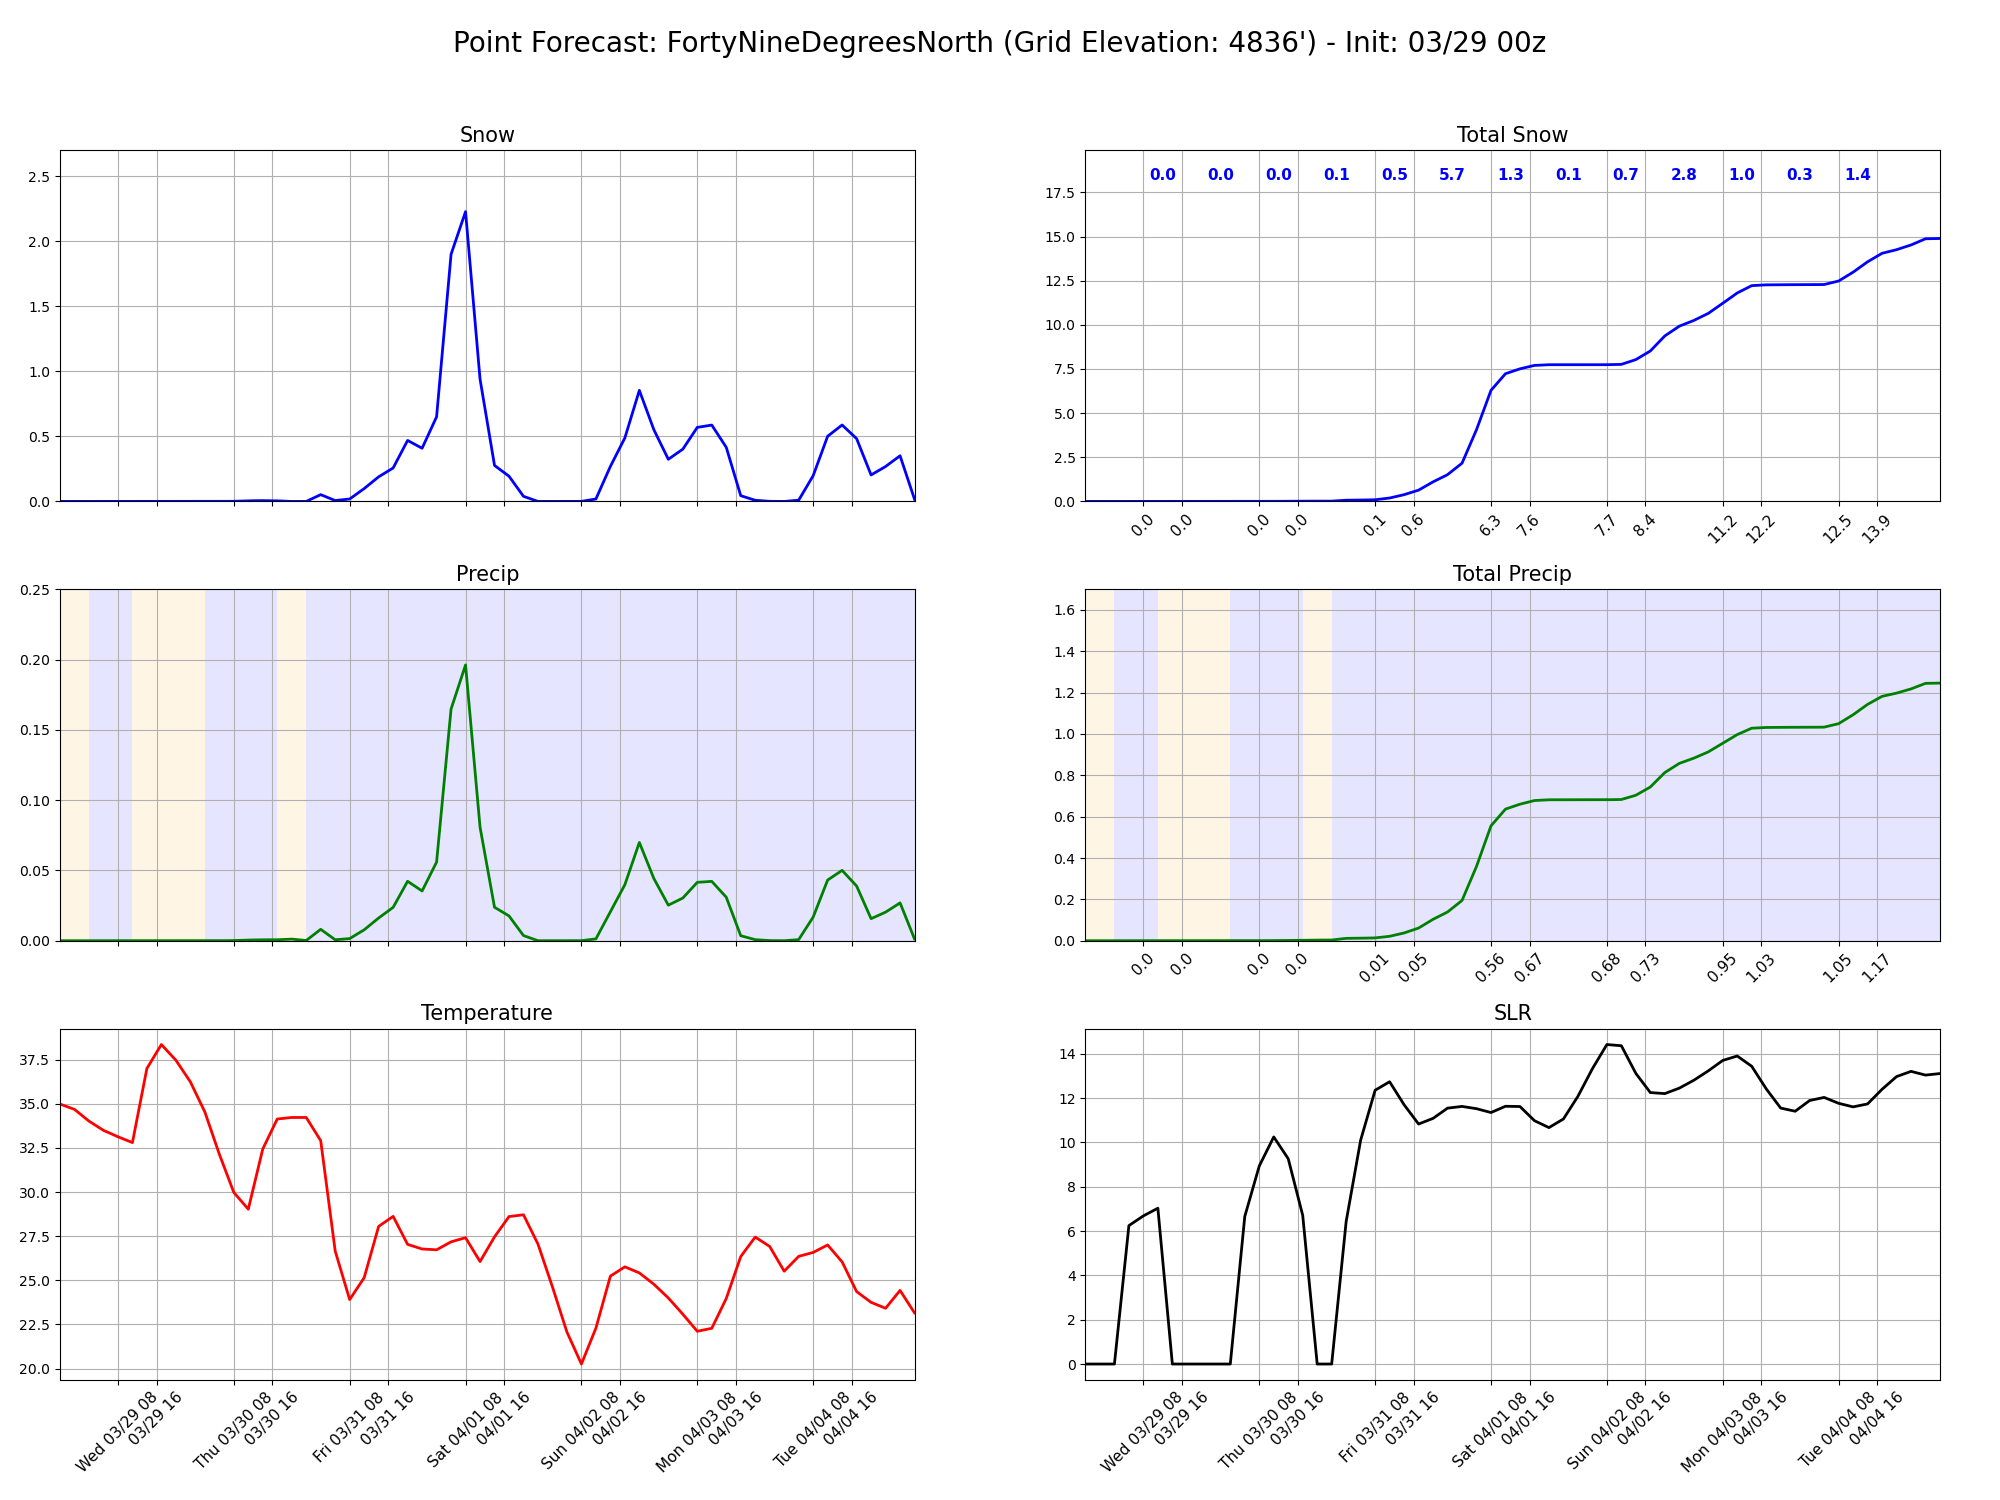 Point Forecast: FortyNineDegreesNorth (Grid Elevation: 4836') - Init: 03/29 00z
Snow
2.5
2.0
1.5
1.0
0.5
0.0
Total Snow
0.0 0.0 0.0 0.1 0.5 5.7 1.3 0.1 0.7 2.8 1.0 0.3 1.4
17.5
15.0
12.5
10.0
7.5
5.0
2.5
0.0
0.0 0.0 0.0 0.0 0.1 0.6 6.3 7.6 7.7 8.4 11.2 12.2 12.5 13.9
Precip
0.25
0.20
0.15
0.10
0.05
0.00
Total Precip
1.6
1.4
1.2
1.0
0.8
0.6
0.4
0.2
0.0
0.0 0.0 0.0 0.0 0.01 0.05 0.56 0.67 0.68 0.73 0.95 1.03 1.05 1.17
Temperature
37.5
35.0
32.5
30.0
27.5
25.0
22.5
20.0
Wed 03/29 08
03/29 16
Thu 03/30 08
03/30 16
Fri 03/31 08
03/31 16
Sat 04/01 08
04/01 16
Sun 04/02 08
04/02 16
Mon 04/03 08
04/03 16
Tue 04/04 08
04/04 16
SLR
14
12
10
8
6
4
2
0
Wed 03/29 08
03/29 16
Thu 03/30 08
03/30 16
Fri 03/31 08
03/31 16
Sat 04/01 08
04/01 16
Sun 04/02 08
04/02 16
Mon 04/03 08
04/03 16
Tue 04/04 08
04/04 16